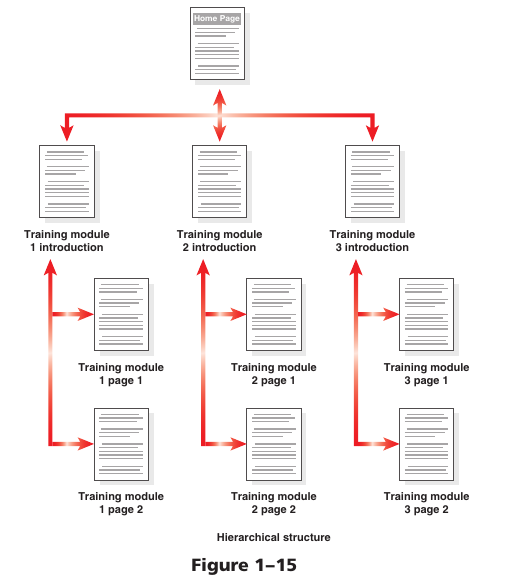 Home Page
Training module
1 introduction
Training module
2 introduction
Training module
3 introduction
Training module
1 page 1
Training module
2 page 1
Training module
3 page 1
Training module
1 page 2
Training module
2 page 2
Training module
3 page 2
Hierarchical structure
Figure 1–15